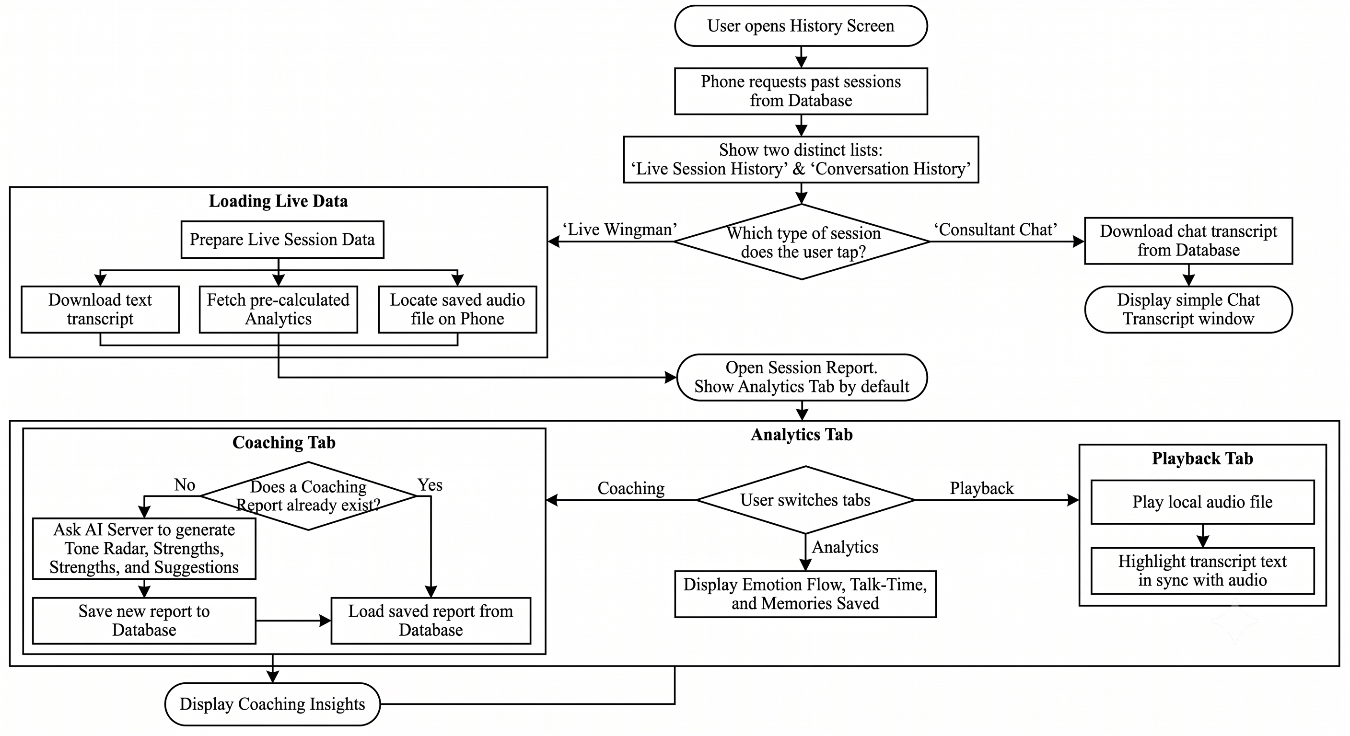 User opens History Screen
Phone requests past sessions
from Database
Show two distinct lists:
‘Live Session History’ & ‘Conversation History’
Which type of session
does the user tap?
‘Live Wingman’
‘Consultant Chat’
Download chat transcript
from Database
Display simple Chat
Transcript window
Loading Live Data
Prepare Live Session Data
Download text
transcript
Fetch pre-calculated
Analytics
Locate saved audio
file on Phone
Open Session Report.
Show Analytics Tab by default
Analytics Tab
User switches tabs
Coaching
Playback
Analytics
Display Emotion Flow, Talk-Time,
and Memories Saved
Coaching Tab
Does a Coaching
Report already exist?
No
Yes
Ask AI Server to generate
Tone Radar, Strengths,
Strengths, and Suggestions
Save new report to
Database
Load saved report from
Database
Playback Tab
Play local audio file
Highlight transcript text
in sync with audio
Display Coaching Insights